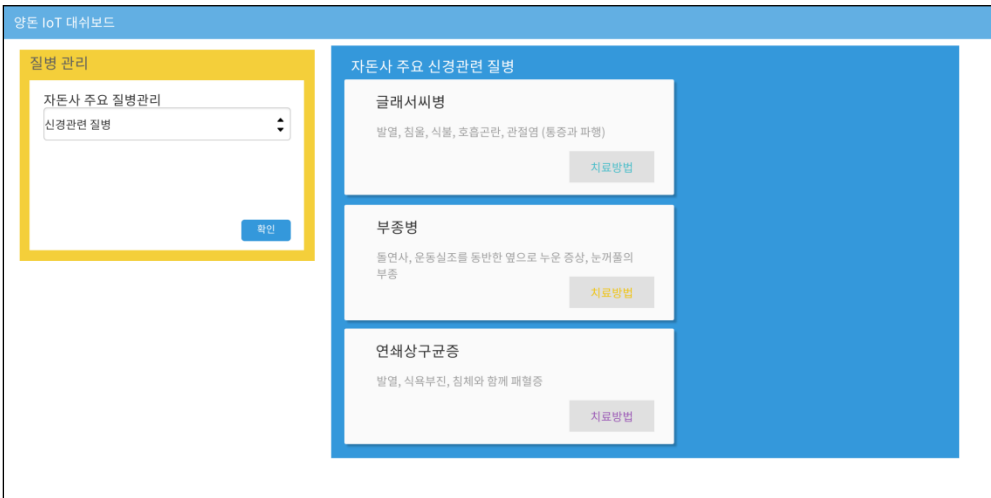 양돈 IoT 대쉬보드
질병 관리
자돈사 주요 질병관리
신경관련 질병
확인
자돈사 주요 신경관련 질병
글래서씨병
발열, 침울, 식불, 호흡곤란, 관절염 (통증과 파행)
치료방법
부종병
돌연사, 운동실조를 동반한 옆으로 누운 증상, 눈꺼풀의
부종
치료방법
연쇄상구균증
발열, 식욕부진, 침체와 함께 패혈증
치료방법